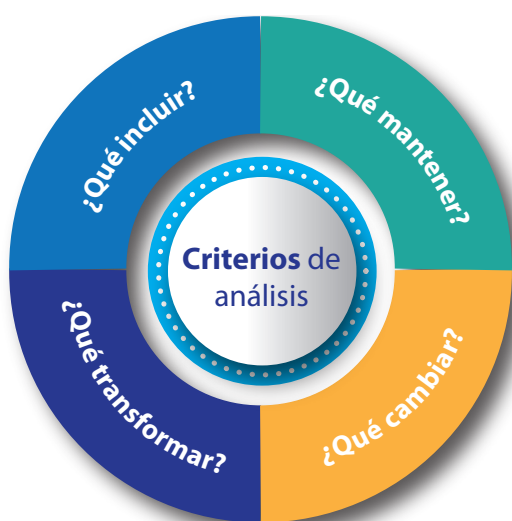 ¿Qué incluir?
¿Qué mantener?
Criterios de
análisis
¿Qué transformar?
¿Qué cambiar?